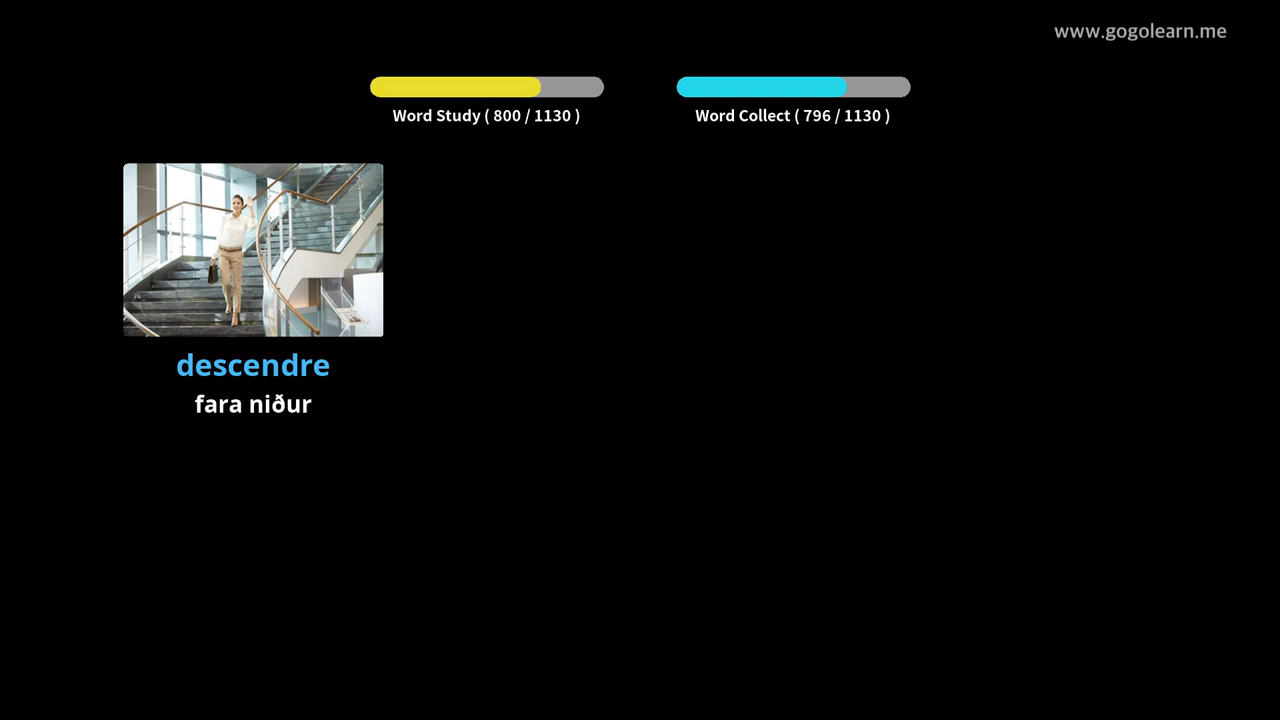 www.gogolearn.me
Word Study ( 800 / 1130 )
Word Collect ( 796 / 1130 )
descendre
fara niður